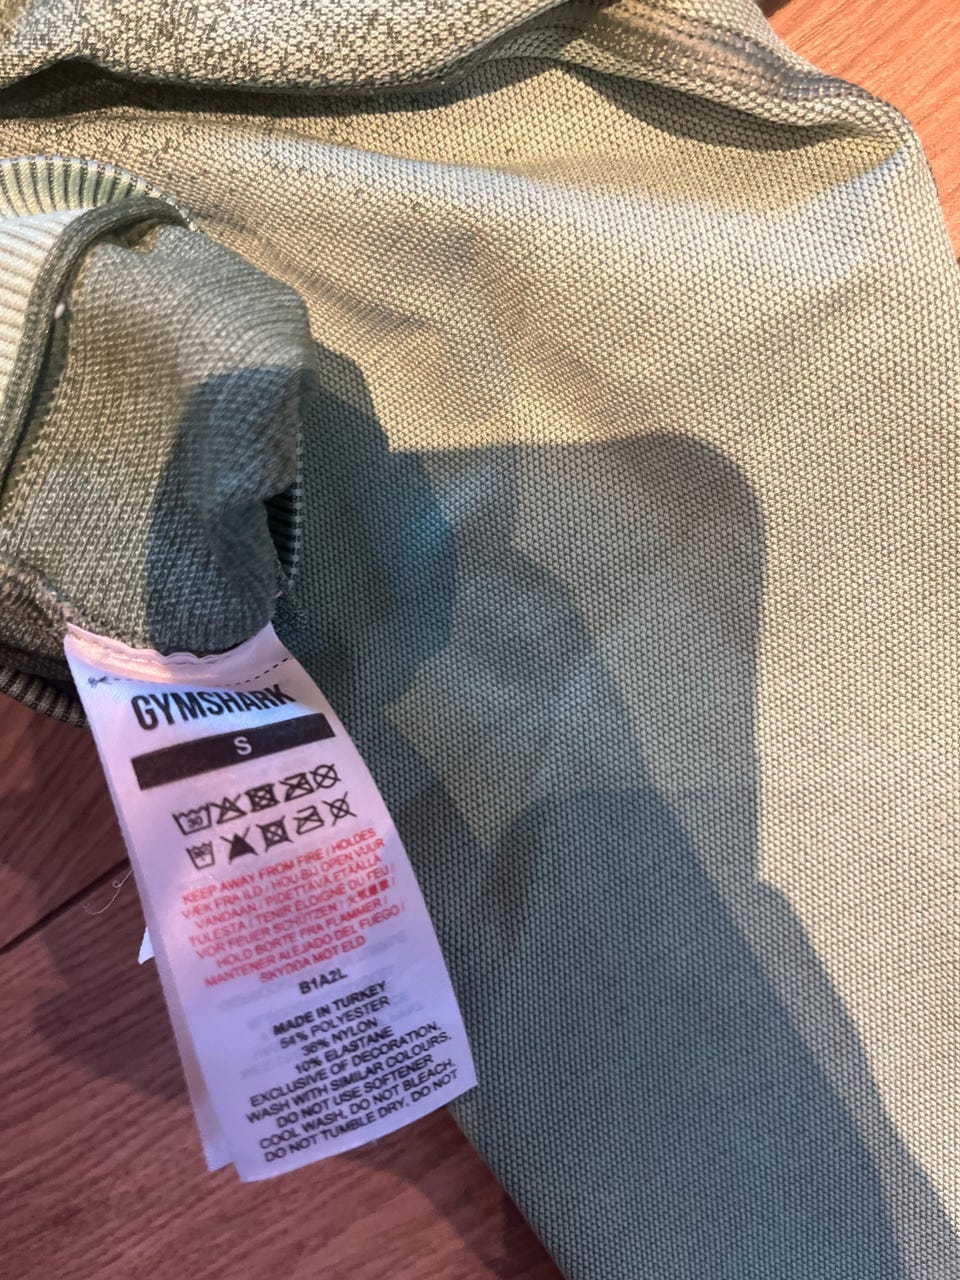 GYMSHARK
S
30
KEEP AWAY FROM FIRE / HOLDES
VÆK FRA ILD / HOU BIJ OPEN VUUR
VANDAAN / PIDETTÄVÄ ETÄÄLLÄ
TULESTA / TENIR ÉLOIGNÉ DU FEU /
VOR FEUER SCHÜTZEN /
HOLD BORTE FRA FLAMMER /
MANTENER ALEJADO DEL FUEGO /
SKYDDA MOT ELD
B1A2L
MADE IN TURKEY
54% POLYESTER
36% NYLON
10% ELASTANE
EXCLUSIVE OF DECORATION.
WASH WITH SIMILAR COLOURS.
DO NOT USE SOFTENER
COOL WASH, DO NOT BLEACH,
DO NOT TUMBLE DRY, DO NOT